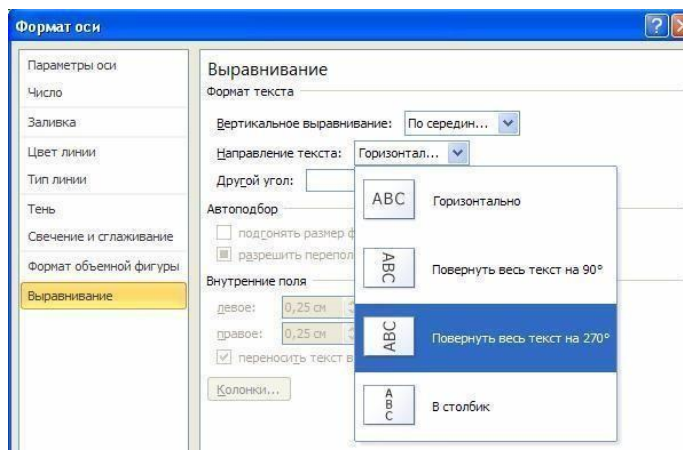 Формат оси
?
Параметры оси
Число
Заливка
Цвет линии
Тип линии
Тень
Свечение и сглаживание
Формат объемной фигуры
Выравнивание
Выравнивание
Формат текста
Вертикальное выравнивание: По середин...
Направление текста: Горизонтал...
Другой угол:
Автоподбор
подгонять размер
разрешить
Внутренние поля
левое: 0,25 см
правое: 0,25 см
переносить текст в
Колонки...
ABC Горизонтально
ABC Повернуть весь текст на 90°
ABC Повернуть весь текст на 270°
ABC В столбик